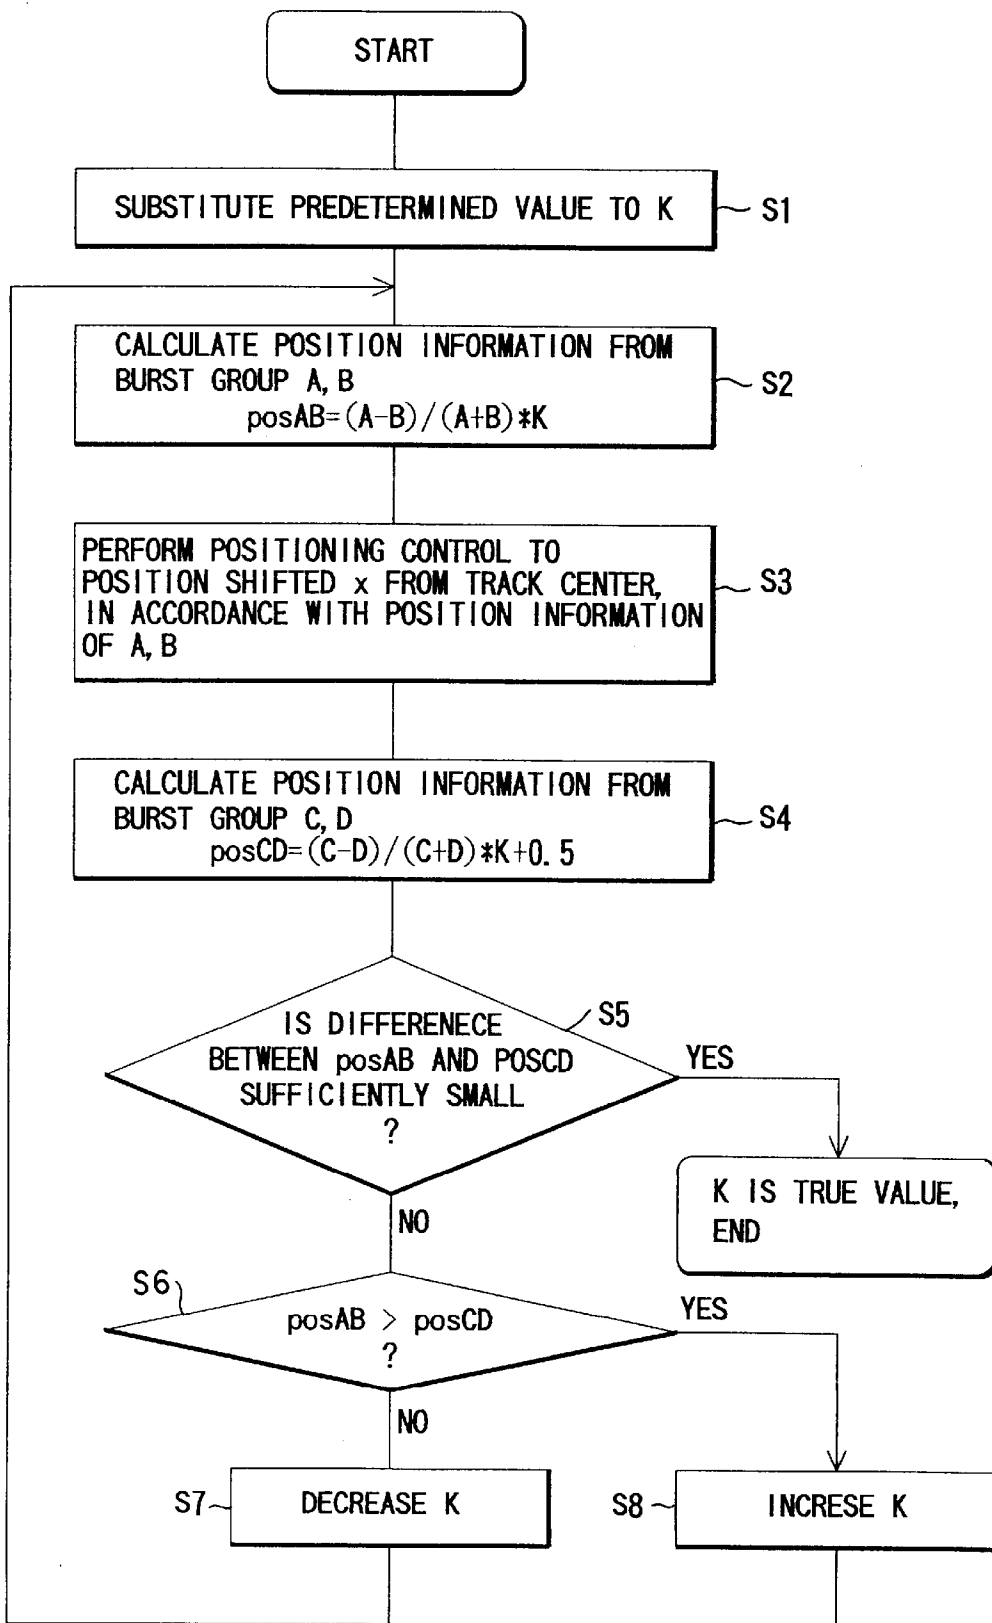 START
SUBSTITUTE PREDETERMINED VALUE TO K
S1
CALCULATE POSITION INFORMATION FROM
BURST GROUP A, B
posAB=(A-B)/(A+B)*K
S2
PERFORM POSITIONING CONTROL TO
POSITION SHIFTED x FROM TRACK CENTER,
IN ACCORDANCE WITH POSITION INFORMATION
OF A, B
S3
CALCULATE POSITION INFORMATION FROM
BURST GROUP C, D
posCD=(C-D)/(C+D)*K+0.5
S4
IS DIFFERENECE
BETWEEN posAB AND POSCD
SUFFICIENTLY SMALL
?
S5
YES
K IS TRUE VALUE,
END
NO
S6
posAB > posCD
?
YES
NO
S7
DECREASE K
S8
INCRESE K